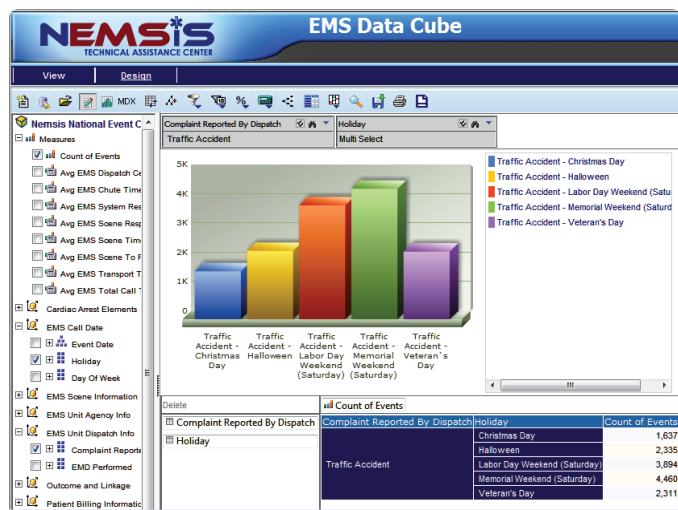 NEMSIS
TECHNICAL ASSISTANCE CENTER
EMS Data Cube
View Design
MDX
Nemsis National Event C
Measures
Count of Events
Avg EMS Dispatch Ce
Avg EMS Chute Time
Avg EMS System Res
Avg EMS Scene Resp
Avg EMS Scene Time
Avg EMS Scene To F
Avg EMS Transport T
Avg EMS Total Call T
Cardiac Arrest Elements
EMS Call Date
Event Date
Holiday
Day Of Week
EMS Scene Information
EMS Unit Agency Info
EMS Unit Dispatch Info
Complaint Reporte
EMD Performed
Outcome and Linkage
Patient Billing Informatic
Complaint Reported By Dispatch
Traffic Accident
Holiday
Multi Select
5K
4K
3K
2K
1K
0
Traffic Accident - Christmas Day
Traffic Accident - Halloween
Traffic Accident - Labor Day Weekend (Saturday)
Traffic Accident - Memorial Weekend (Saturday)
Traffic Accident - Veteran`s Day
Traffic Accident - Christmas Day
Traffic Accident - Halloween
Traffic Accident - Labor Day Weekend (Satu
Traffic Accident - Memorial Weekend (Saturd
Traffic Accident - Veteran's Day
Delete
Complaint Reported By Dispatch
Holiday
Count of Events
Complaint Reported By Dispatch Holiday Count of Events
Traffic Accident
Christmas Day 1,637
Halloween 2,335
Labor Day Weekend (Saturday) 3,894
Memorial Weekend (Saturday) 4,460
Veteran's Day 2,311